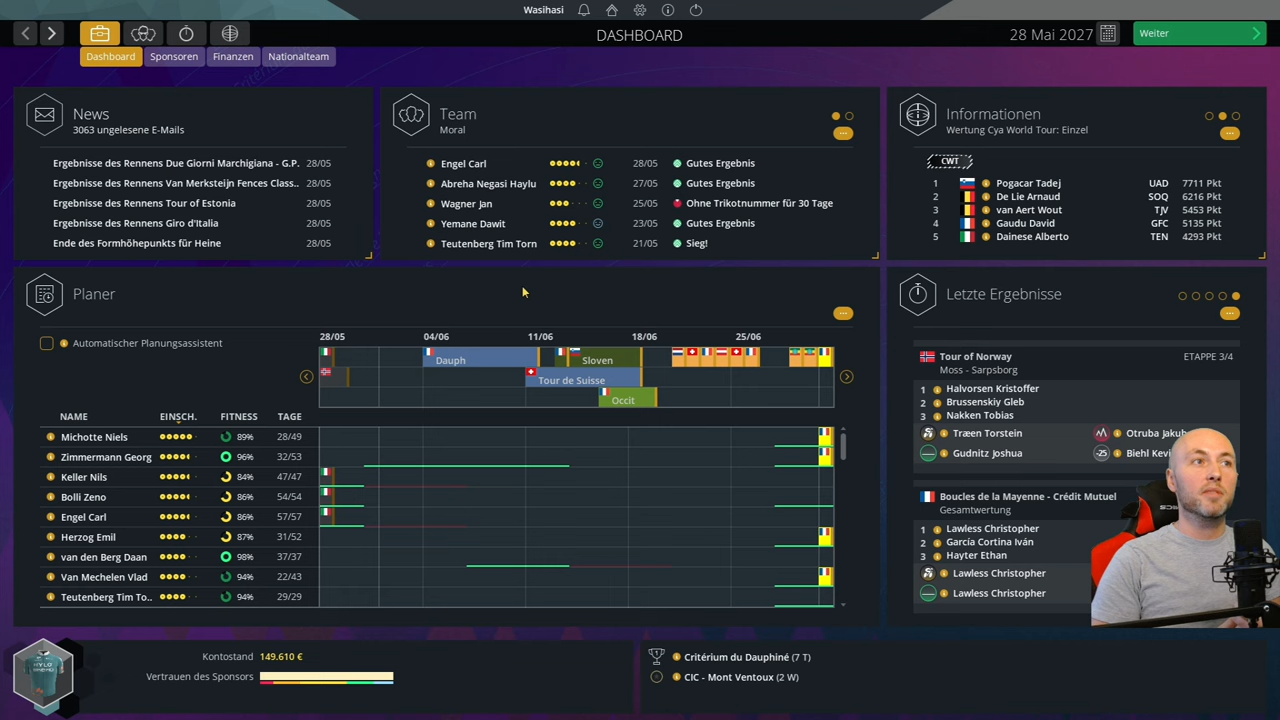 Wasihasi
DASHBOARD
28 Mai 2027
Weiter
Dashboard
Sponsoren
Finanzen
Nationalteam
News
3063 ungelesene E-Mails
Ergebnisse des Rennens Due Giorni Marchigiana - G.P. 28/05
Ergebnisse des Rennens Van Merksteijn Fences Class.. 28/05
Ergebnisse des Rennens Tour of Estonia 28/05
Ergebnisse des Rennens Giro d'Italia 28/05
Ende des Formhöhepunkts für Heine 28/05
Team
Moral
Engel Carl 28/05 Gutes Ergebnis
Abreha Negasi Haylu 27/05 Gutes Ergebnis
Wagner Jan 25/05 Ohne Trikotnummer für 30 Tage
Yemane Dawit 23/05 Gutes Ergebnis
Teutenberg Tim Torn 21/05 Sieg!
Informationen
Wertung Cya World Tour: Einzel
CWT
1 Pogacar Tadej UAD 7711 Pkt
2 De Lie Arnaud SOQ 6216 Pkt
3 van Aert Wout TJV 5453 Pkt
4 Gaudu David GFC 5135 Pkt
5 Dainese Alberto TEN 4293 Pkt
Planer
Automatischer Planungsassistent
28/05 04/06 11/06 18/06 25/06
Dauph
Sloven
Tour de Suisse
Occit
NAME EINSCH. FITNESS TAGE
Michotte Niels 89% 28/49
Zimmermann Georg 96% 32/53
Keller Nils 84% 47/47
Bolli Zeno 86% 54/54
Engel Carl 86% 57/57
Herzog Emil 87% 31/52
van den Berg Daan 98% 37/37
Van Mechelen Vlad 94% 22/43
Teutenberg Tim To.. 94% 29/29
Letzte Ergebnisse
Tour of Norway ETAPPE 3/4
Moss - Sarpsborg
1 Halvorsen Kristoffer
2 Brussenskiy Gleb
3 Nakken Tobias
Træen Torstein
Otruba Jakub
Gudnitz Joshua
-25 Biehl Kevi
Boucles de la Mayenne - Crédit Mutuel
Gesamtwertung
1 Lawless Christopher
2 García Cortina Iván
3 Hayter Ethan
Lawless Christopher
Lawless Christopher
Kontostand 149.610 €
Vertrauen des Sponsors
Critérium du Dauphiné (7 T)
CIC - Mont Ventoux (2 W)